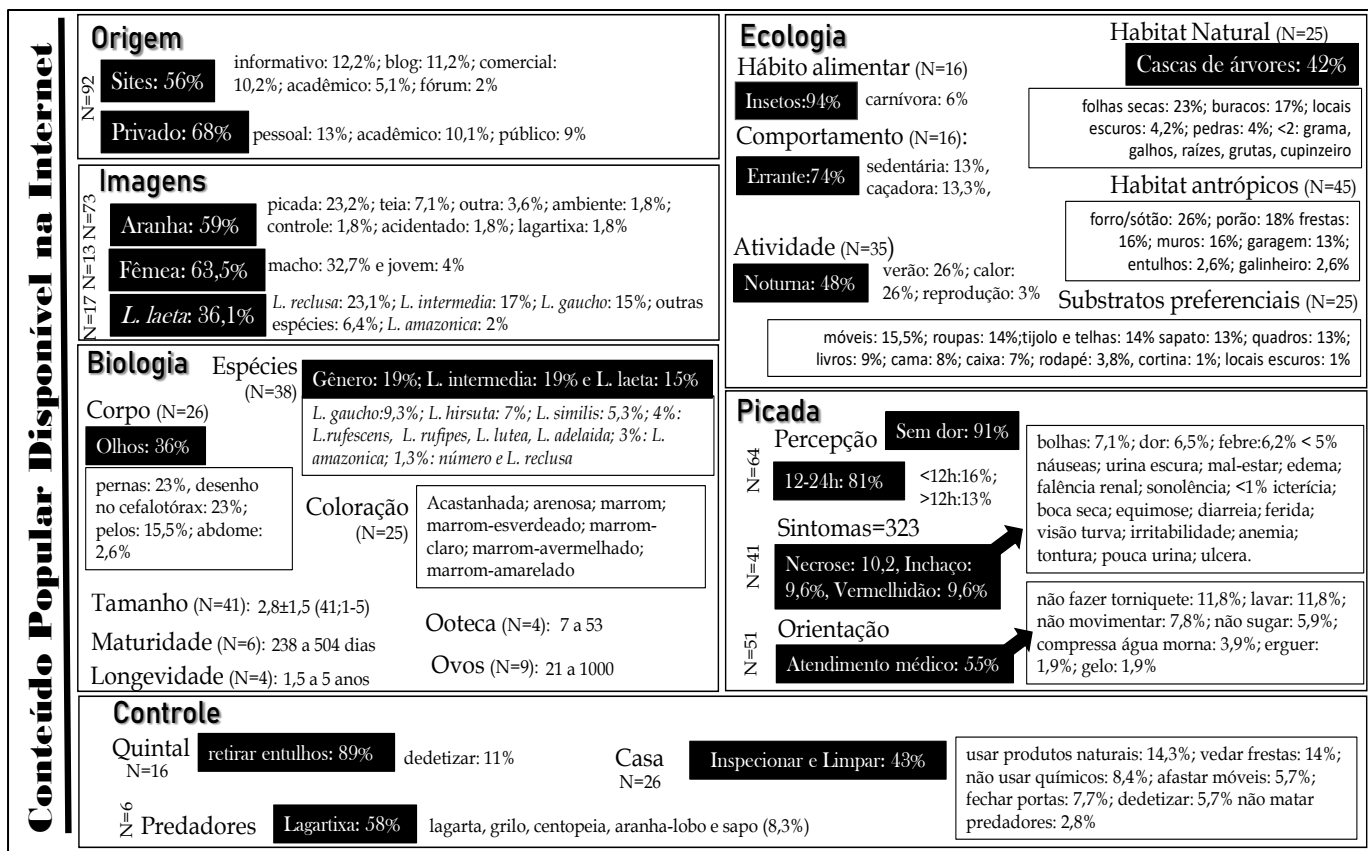 Conteúdo Popular Disponível na Internet
Origem
N=92
Sites: 56%
informativo: 12,2%; blog: 11,2%; comercial:
10,2%; acadêmico: 5,1%; fórum: 2%
Privado: 68%
pessoal: 13%; acadêmico: 10,1%; público: 9%
Imagens
N=17 N=13 N=73
Aranha: 59%
picada: 23,2%; teia: 7,1%; outra: 3,6%; ambiente: 1,8%;
controle: 1,8%; acidentado: 1,8%; lagartixa: 1,8%
Fêmea: 63,5%
macho: 32,7% e jovem: 4%
L. laeta: 36,1%
L. reclusa: 23,1%; L. intermedia: 17%; L. gaucho: 15%; outras
espécies: 6,4%; L. amazonica: 2%
Biologia
Espécies
(N=38)
Gênero: 19%; L. intermedia: 19% e L. laeta: 15%
L. gaucho:9,3%; L. hirsuta: 7%; L. similis: 5,3%; 4%:
L.rufescens, L. rufipes, L. lutea, L. adelaida; 3%: L.
amazonica; 1,3%: número e L. reclusa
Corpo (N=26)
Olhos: 36%
pernas: 23%, desenho
no cefalotórax: 23%;
pelos: 15,5%; abdome:
2,6%
Coloração
(N=25)
Acastanhada; arenosa; marrom;
marrom-esverdeado; marrom-
claro; marrom-avermelhado;
marrom-amarelado
Tamanho (N=41): 2,8±1,5 (41;1-5)
Maturidade (N=6): 238 a 504 dias
Longevidade (N=4): 1,5 a 5 anos
Ooteca (N=4): 7 a 53
Ovos (N=9): 21 a 1000
Ecologia
Hábito alimentar (N=16)
Insetos:94%
carnívora: 6%
Comportamento (N=16):
Errante:74%
sedentária: 13%,
caçadora: 13,3%,
Atividade (N=35)
Noturna: 48%
verão: 26%; calor:
26%; reprodução: 3%
Habitat Natural (N=25)
Cascas de árvores: 42%
folhas secas: 23%; buracos: 17%; locais
escuros: 4,2%; pedras: 4%; <2: grama,
galhos, raízes, grutas, cupinzeiro
Habitat antrópicos (N=45)
forro/sótão: 26%; porão: 18% frestas:
16%; muros: 16%; garagem: 13%;
entulhos: 2,6%; galinheiro: 2,6%
Substratos preferenciais (N=25)
móveis: 15,5%; roupas: 14%;tijolo e telhas: 14% sapato: 13%; quadros: 13%;
livros: 9%; cama: 8%; caixa: 7%; rodapé: 3,8%, cortina: 1%; locais escuros: 1%
Picada
Percepção
Sem dor: 91%
N=64
12-24h: 81%
<12h:16%;
>12h:13%
Sintomas=323
N=41
Necrose: 10,2, Inchaço:
9,6%, Vermelhidão: 9,6%
bolhas: 7,1%; dor: 6,5%; febre:6,2% < 5%
náuseas; urina escura; mal-estar; edema;
falência renal; sonolência; <1% icterícia;
boca seca; equimose; diarreia; ferida;
visão turva; irritabilidade; anemia;
tontura; pouca urina; ulcera.
Orientação
N=51
Atendimento médico; 55%
não fazer torniquete: 11,8%; lavar: 11,8%;
não movimentar: 7,8%; não sugar: 5,9%;
compressa água morna: 3,9%; erguer:
1,9%; gelo: 1,9%
Controle
Quintal
N=16
retirar entulhos: 89%
dedetizar: 11%
Casa
N=26
Inspecionar e Limpar: 43%
usar produtos naturais: 14,3%; vedar frestas: 14%;
não usar químicos: 8,4%; afastar móveis: 5,7%;
fechar portas: 7,7%; dedetizar: 5,7% não matar
predadores: 2,8%
N=6
Predadores
Lagartixa: 58%
lagarta, grilo, centopeia, aranha-lobo e sapo (8,3%)